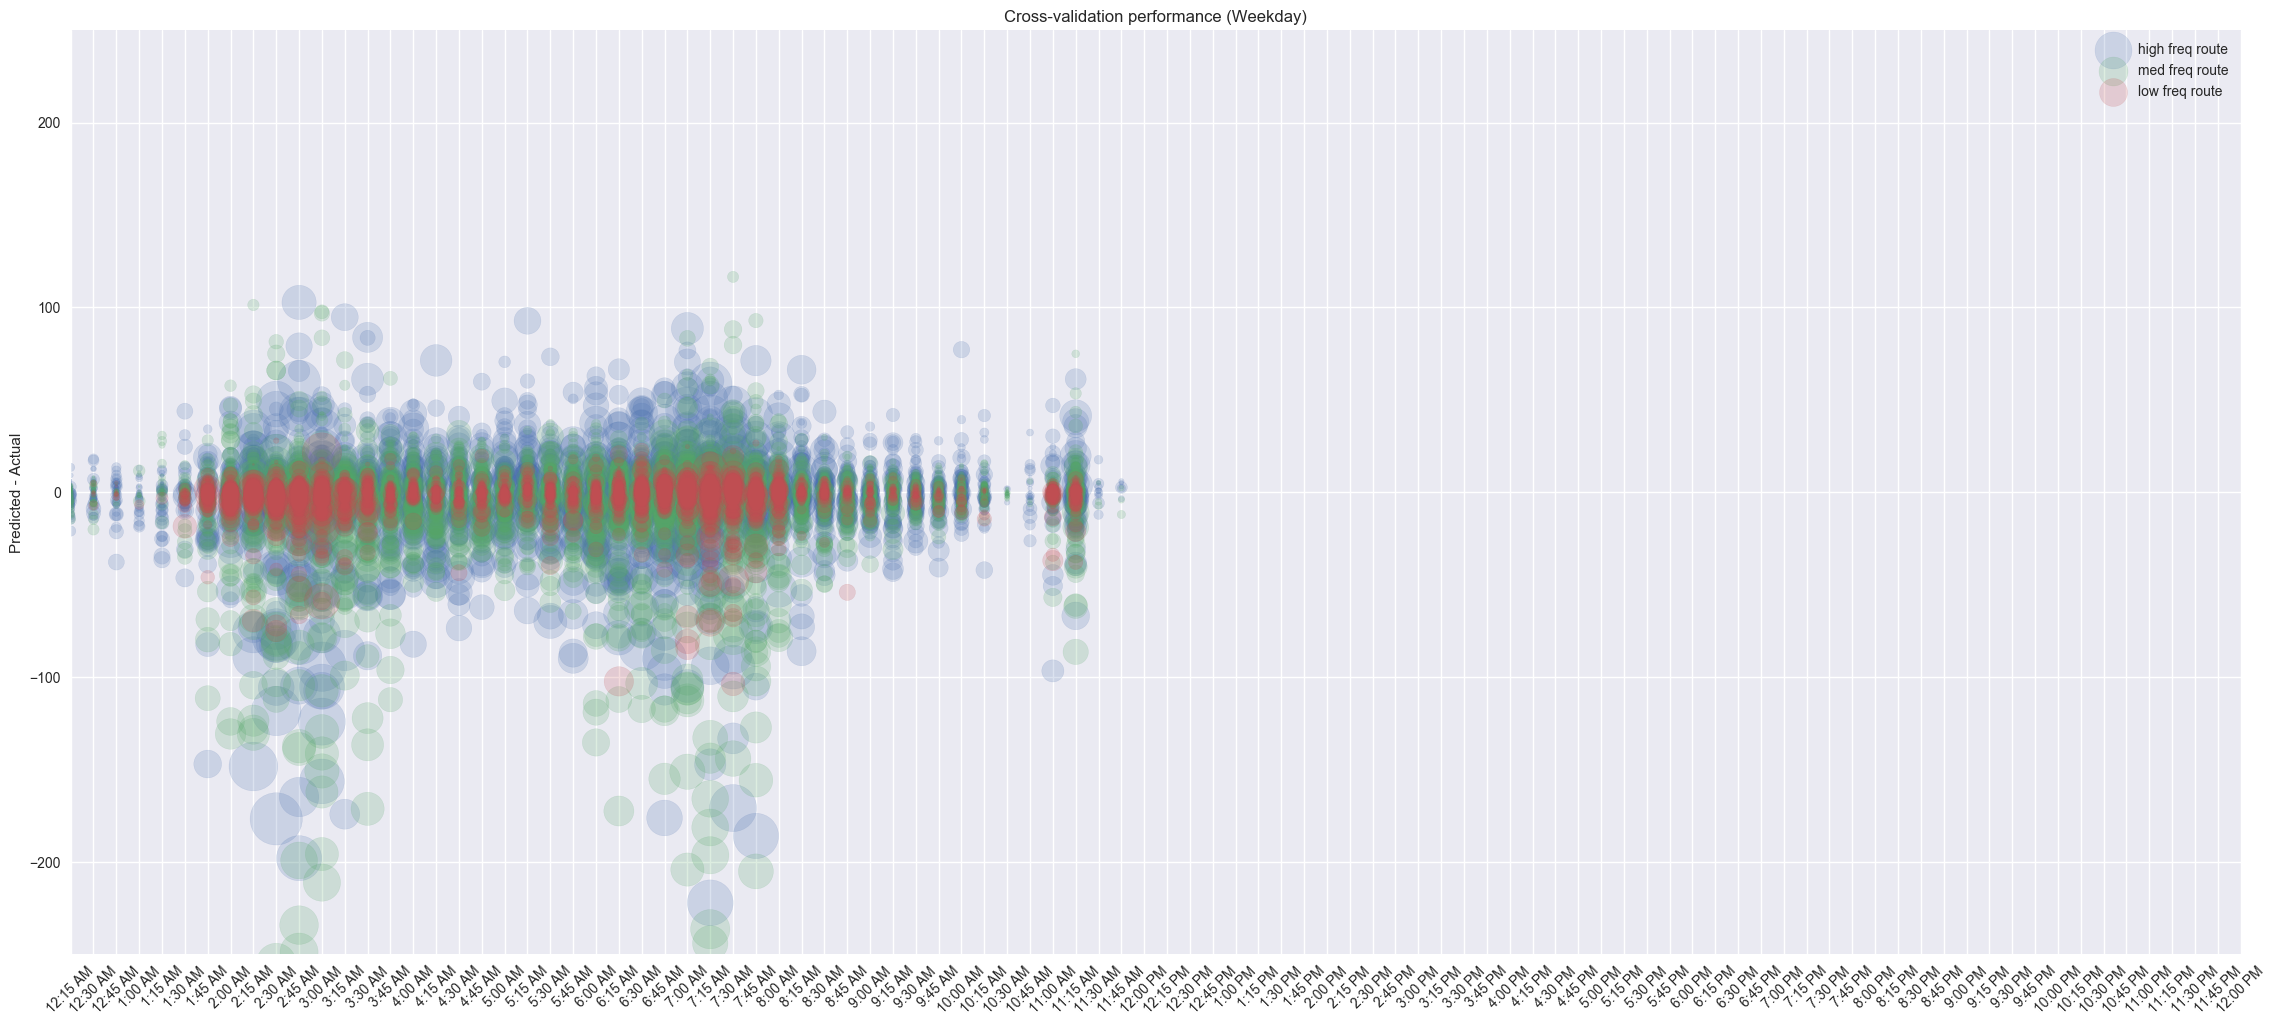 Cross-validation performance (Weekday)
high freq route
med freq route
low freq route
200
100
0
−100
−200
Predicted - Actual
12:15 AM
12:30 AM
12:45 AM
1:00 AM
1:15 AM
1:30 AM
1:45 AM
2:00 AM
2:15 AM
2:30 AM
2:45 AM
3:00 AM
3:15 AM
3:30 AM
3:45 AM
4:00 AM
4:15 AM
4:30 AM
4:45 AM
5:00 AM
5:15 AM
5:30 AM
5:45 AM
6:00 AM
6:15 AM
6:30 AM
6:45 AM
7:00 AM
7:15 AM
7:30 AM
7:45 AM
8:00 AM
8:15 AM
8:30 AM
8:45 AM
9:00 AM
9:15 AM
9:30 AM
9:45 AM
10:00 AM
10:15 AM
10:30 AM
10:45 AM
11:00 AM
11:15 AM
11:30 AM
11:45 AM
12:00 PM
12:15 PM
12:30 PM
12:45 PM
1:00 PM
1:15 PM
1:30 PM
1:45 PM
2:00 PM
2:15 PM
2:30 PM
2:45 PM
3:00 PM
3:15 PM
3:30 PM
3:45 PM
4:00 PM
4:15 PM
4:30 PM
4:45 PM
5:00 PM
5:15 PM
5:30 PM
5:45 PM
6:00 PM
6:15 PM
6:30 PM
6:45 PM
7:00 PM
7:15 PM
7:30 PM
7:45 PM
8:00 PM
8:15 PM
8:30 PM
8:45 PM
9:00 PM
9:15 PM
9:30 PM
9:45 PM
10:00 PM
10:15 PM
10:30 PM
10:45 PM
11:00 PM
11:15 PM
11:30 PM
11:45 PM
12:00 PM